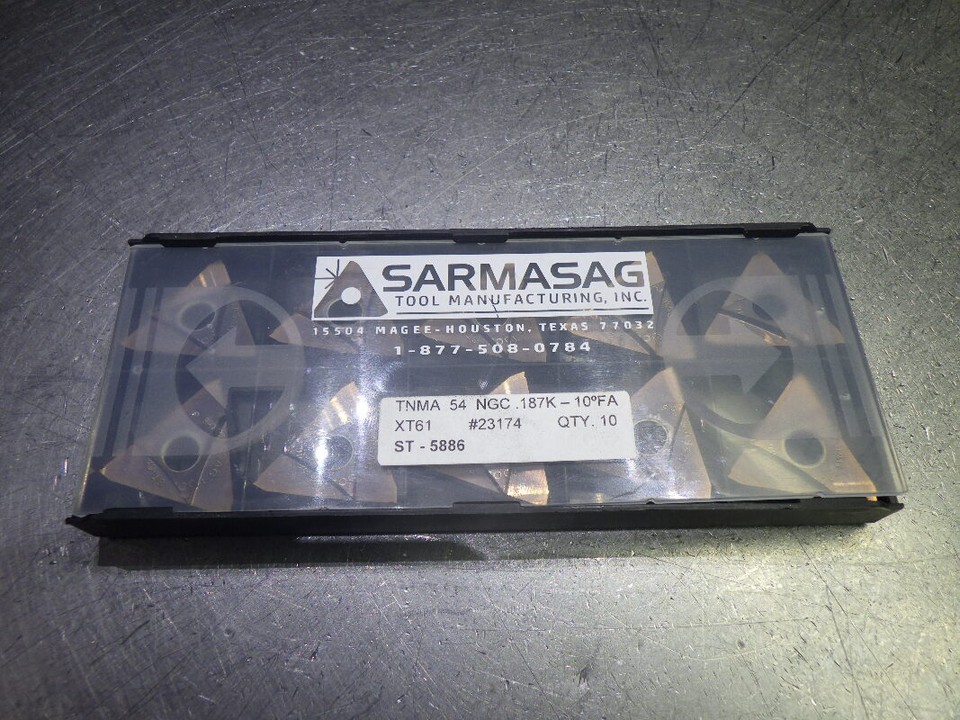 SARMASAG
TOOL MANUFACTURING, INC.
15504 MAGEE-HOUSTON, TEXAS 77032
1-877-508-0784
TNMA 54 NGC .187K - 10ºFA
XT61 #23174 QTY. 10
ST - 5886